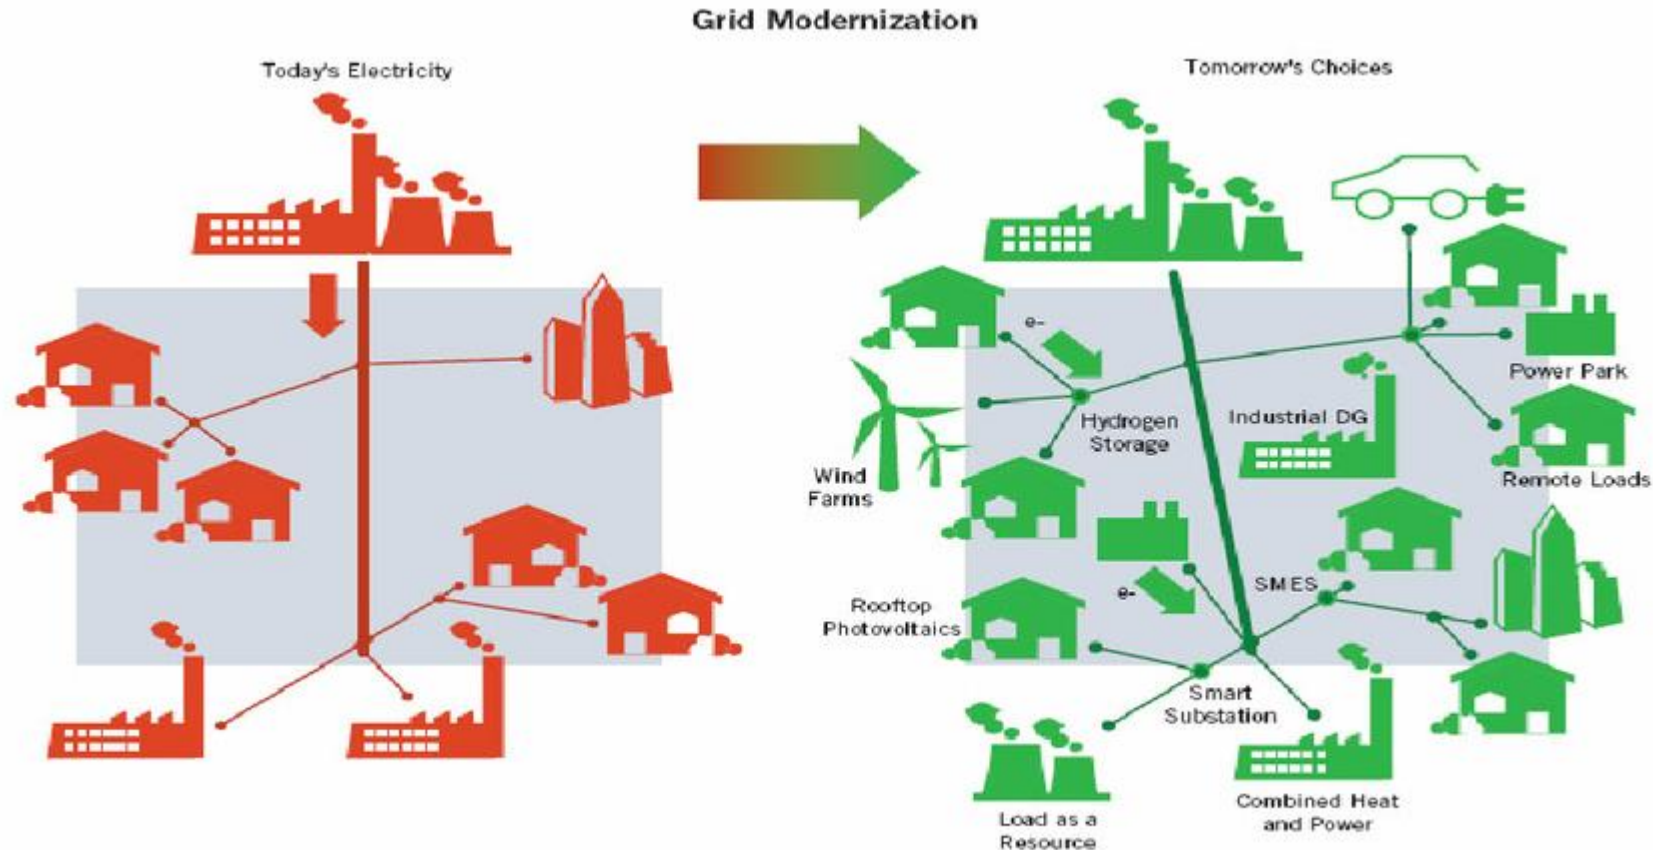 Grid Modernization
Today's Electricity
Tomorrow's Choices
e-
Power Park
Hydrogen
Storage
Industrial DG
Wind
Farms
Remote Loads
e-
SMES
Rooftop
Photovoltaics
Smart
Substation
Combined Heat
and Power
Load as a
Resource